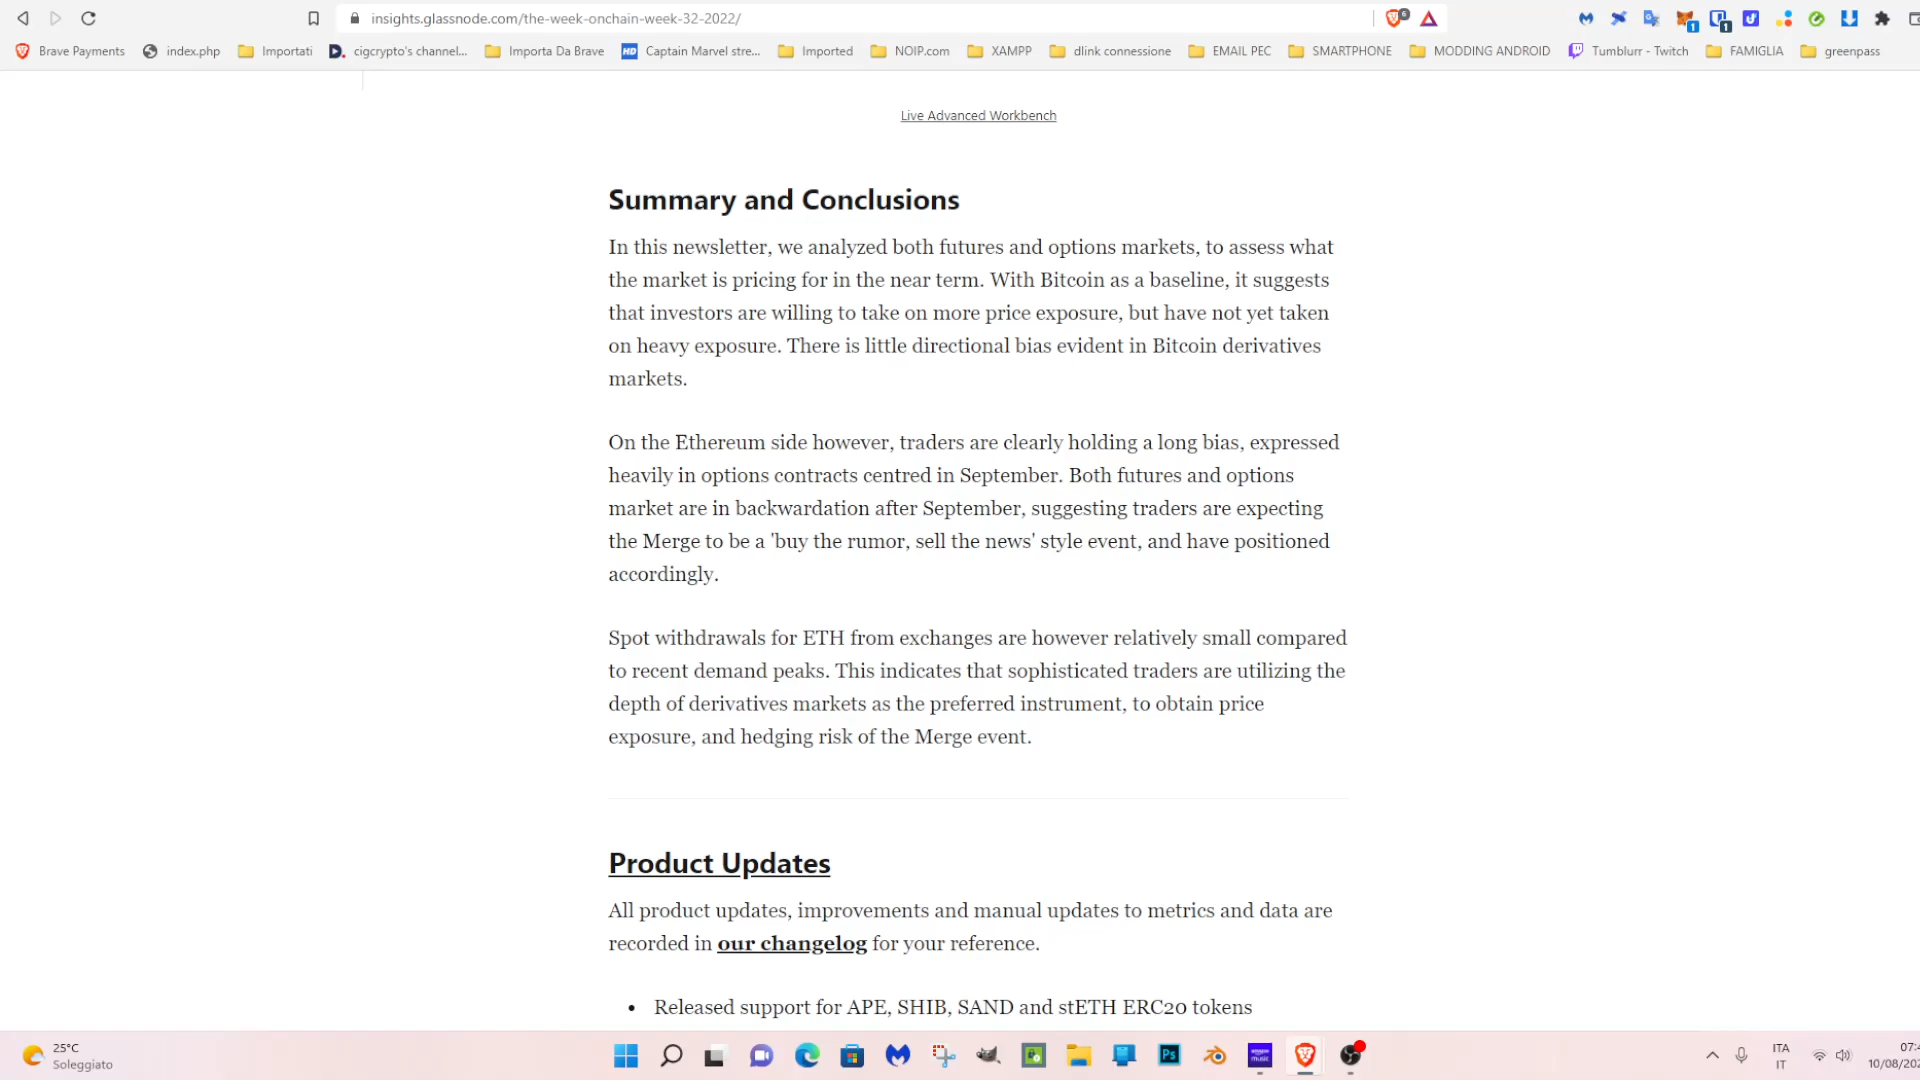 insights.glassnode.com/the-week-onchain-week-32-2022/
6
1
1
Brave Payments
index.php
Importati
cigcrypto's channel...
Importa Da Brave
HD
Captain Marvel stre...
Imported
NOIP.com
XAMPP
dlink connessione
EMAIL PEC
SMARTPHONE
MODDING ANDROID
Tumblurr - Twitch
FAMIGLIA
greenpass
Live Advanced Workbench
Summary and Conclusions
In this newsletter, we analyzed both futures and options markets, to assess what
the market is pricing for in the near term. With Bitcoin as a baseline, it suggests
that investors are willing to take on more price exposure, but have not yet taken
on heavy exposure. There is little directional bias evident in Bitcoin derivatives
markets.
On the Ethereum side however, traders are clearly holding a long bias, expressed
heavily in options contracts centred in September. Both futures and options
market are in backwardation after September, suggesting traders are expecting
the Merge to be a 'buy the rumor, sell the news' style event, and have positioned
accordingly.
Spot withdrawals for ETH from exchanges are however relatively small compared
to recent demand peaks. This indicates that sophisticated traders are utilizing the
depth of derivatives markets as the preferred instrument, to obtain price
exposure, and hedging risk of the Merge event.
Product Updates
All product updates, improvements and manual updates to metrics and data are
recorded in our changelog for your reference.
• Released support for APE, SHIB, SAND and stETH ERC20 tokens
25°C
Soleggiato
Ps
music
ITA
IT
07:4
10/08/202